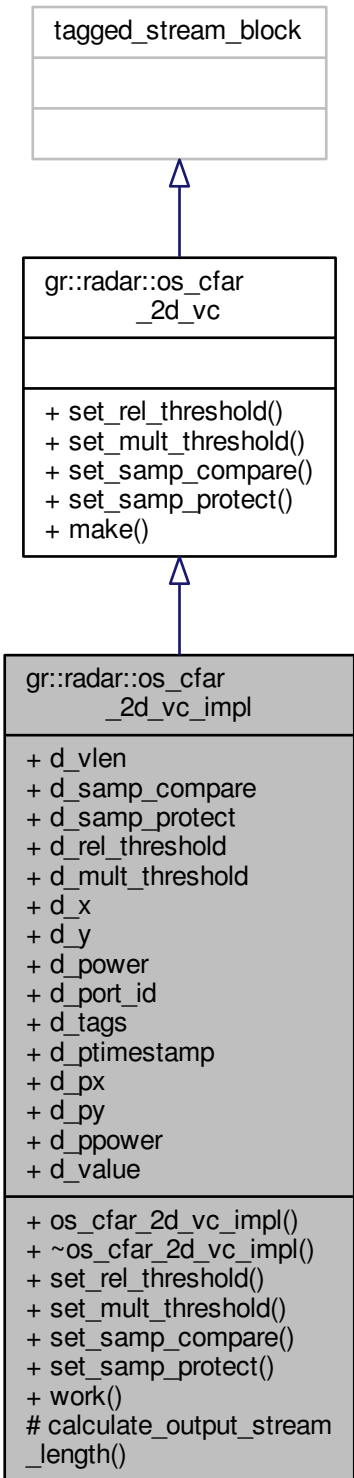 tagged_stream_block
gr::radar::os_cfar
_2d_vc
+ set_rel_threshold()
+ set_mult_threshold()
+ set_samp_compare()
+ set_samp_protect()
+ make()
gr::radar::os_cfar
_2d_vc_impl
+ d_vlen
+ d_samp_compare
+ d_samp_protect
+ d_rel_threshold
+ d_mult_threshold
+ d_x
+ d_y
+ d_power
+ d_port_id
+ d_tags
+ d_ptimestamp
+ d_px
+ d_py
+ d_ppower
+ d_value
+ os_cfar_2d_vc_impl()
+ ~os_cfar_2d_vc_impl()
+ set_rel_threshold()
+ set_mult_threshold()
+ set_samp_compare()
+ set_samp_protect()
+ work()
# calculate_output_stream
_length()